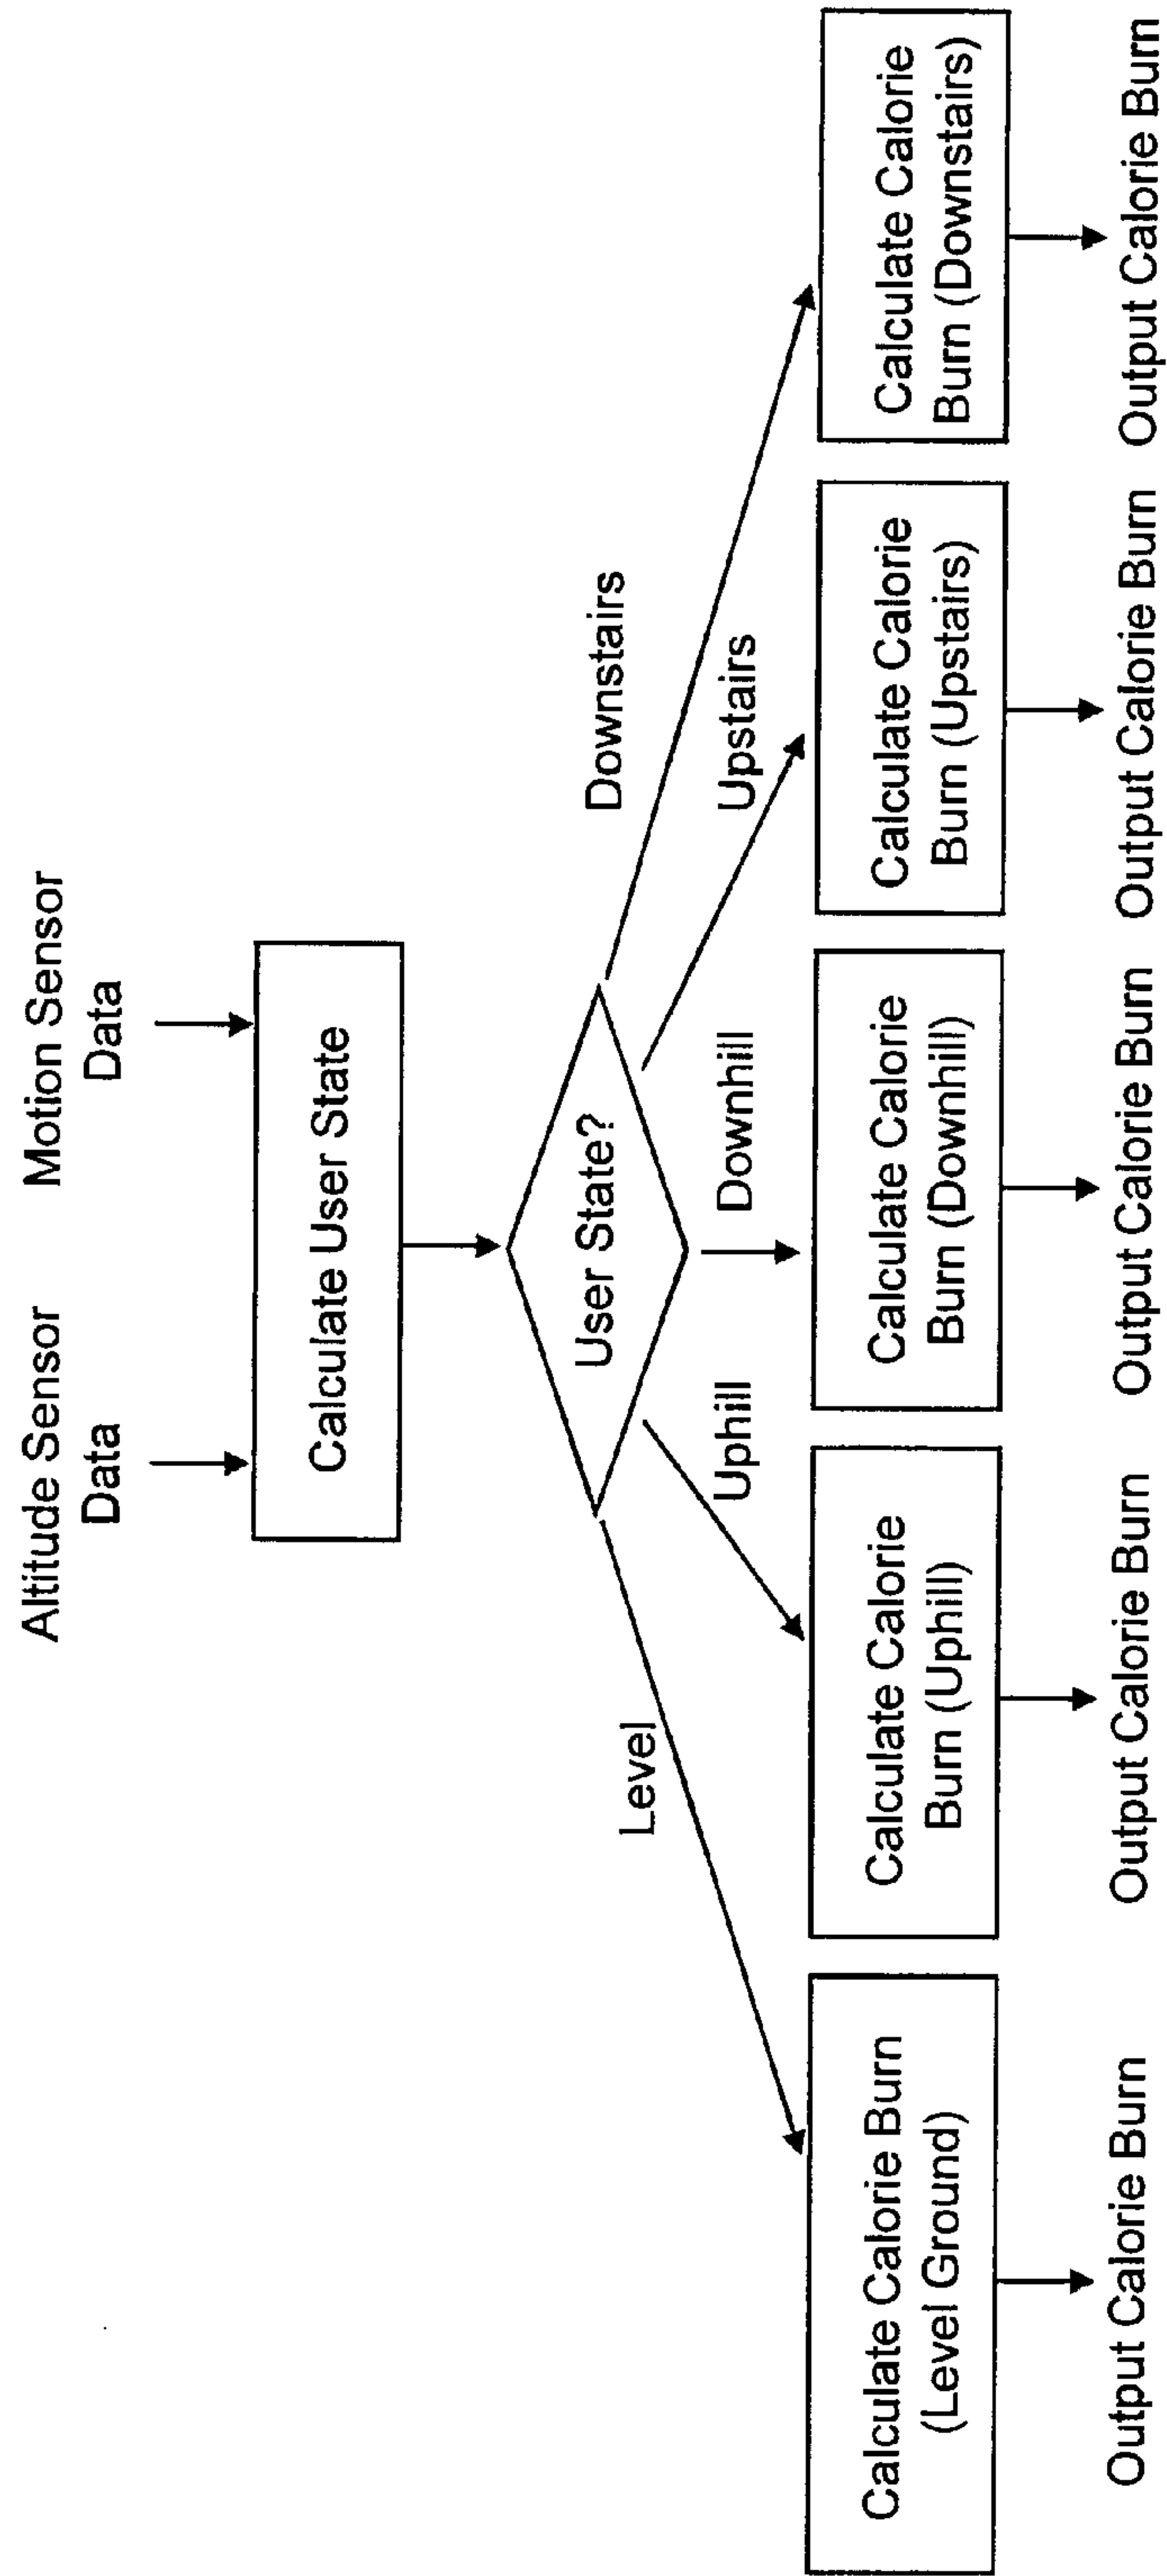 Altitude Sensor
Data
Motion Sensor
Data
Calculate User State
User State?
Level
Uphill
Downhill
Upstairs
Downstairs
Calculate Calorie Burn
(Level Ground)
Calculate Calorie
Burn (Uphill)
Calculate Calorie
Burn (Downhill)
Calculate Calorie
Burn (Upstairs)
Calculate Calorie
Burn (Downstairs)
Output Calorie Burn
Output Calorie Burn
Output Calorie Burn
Output Calorie Burn
Output Calorie Burn